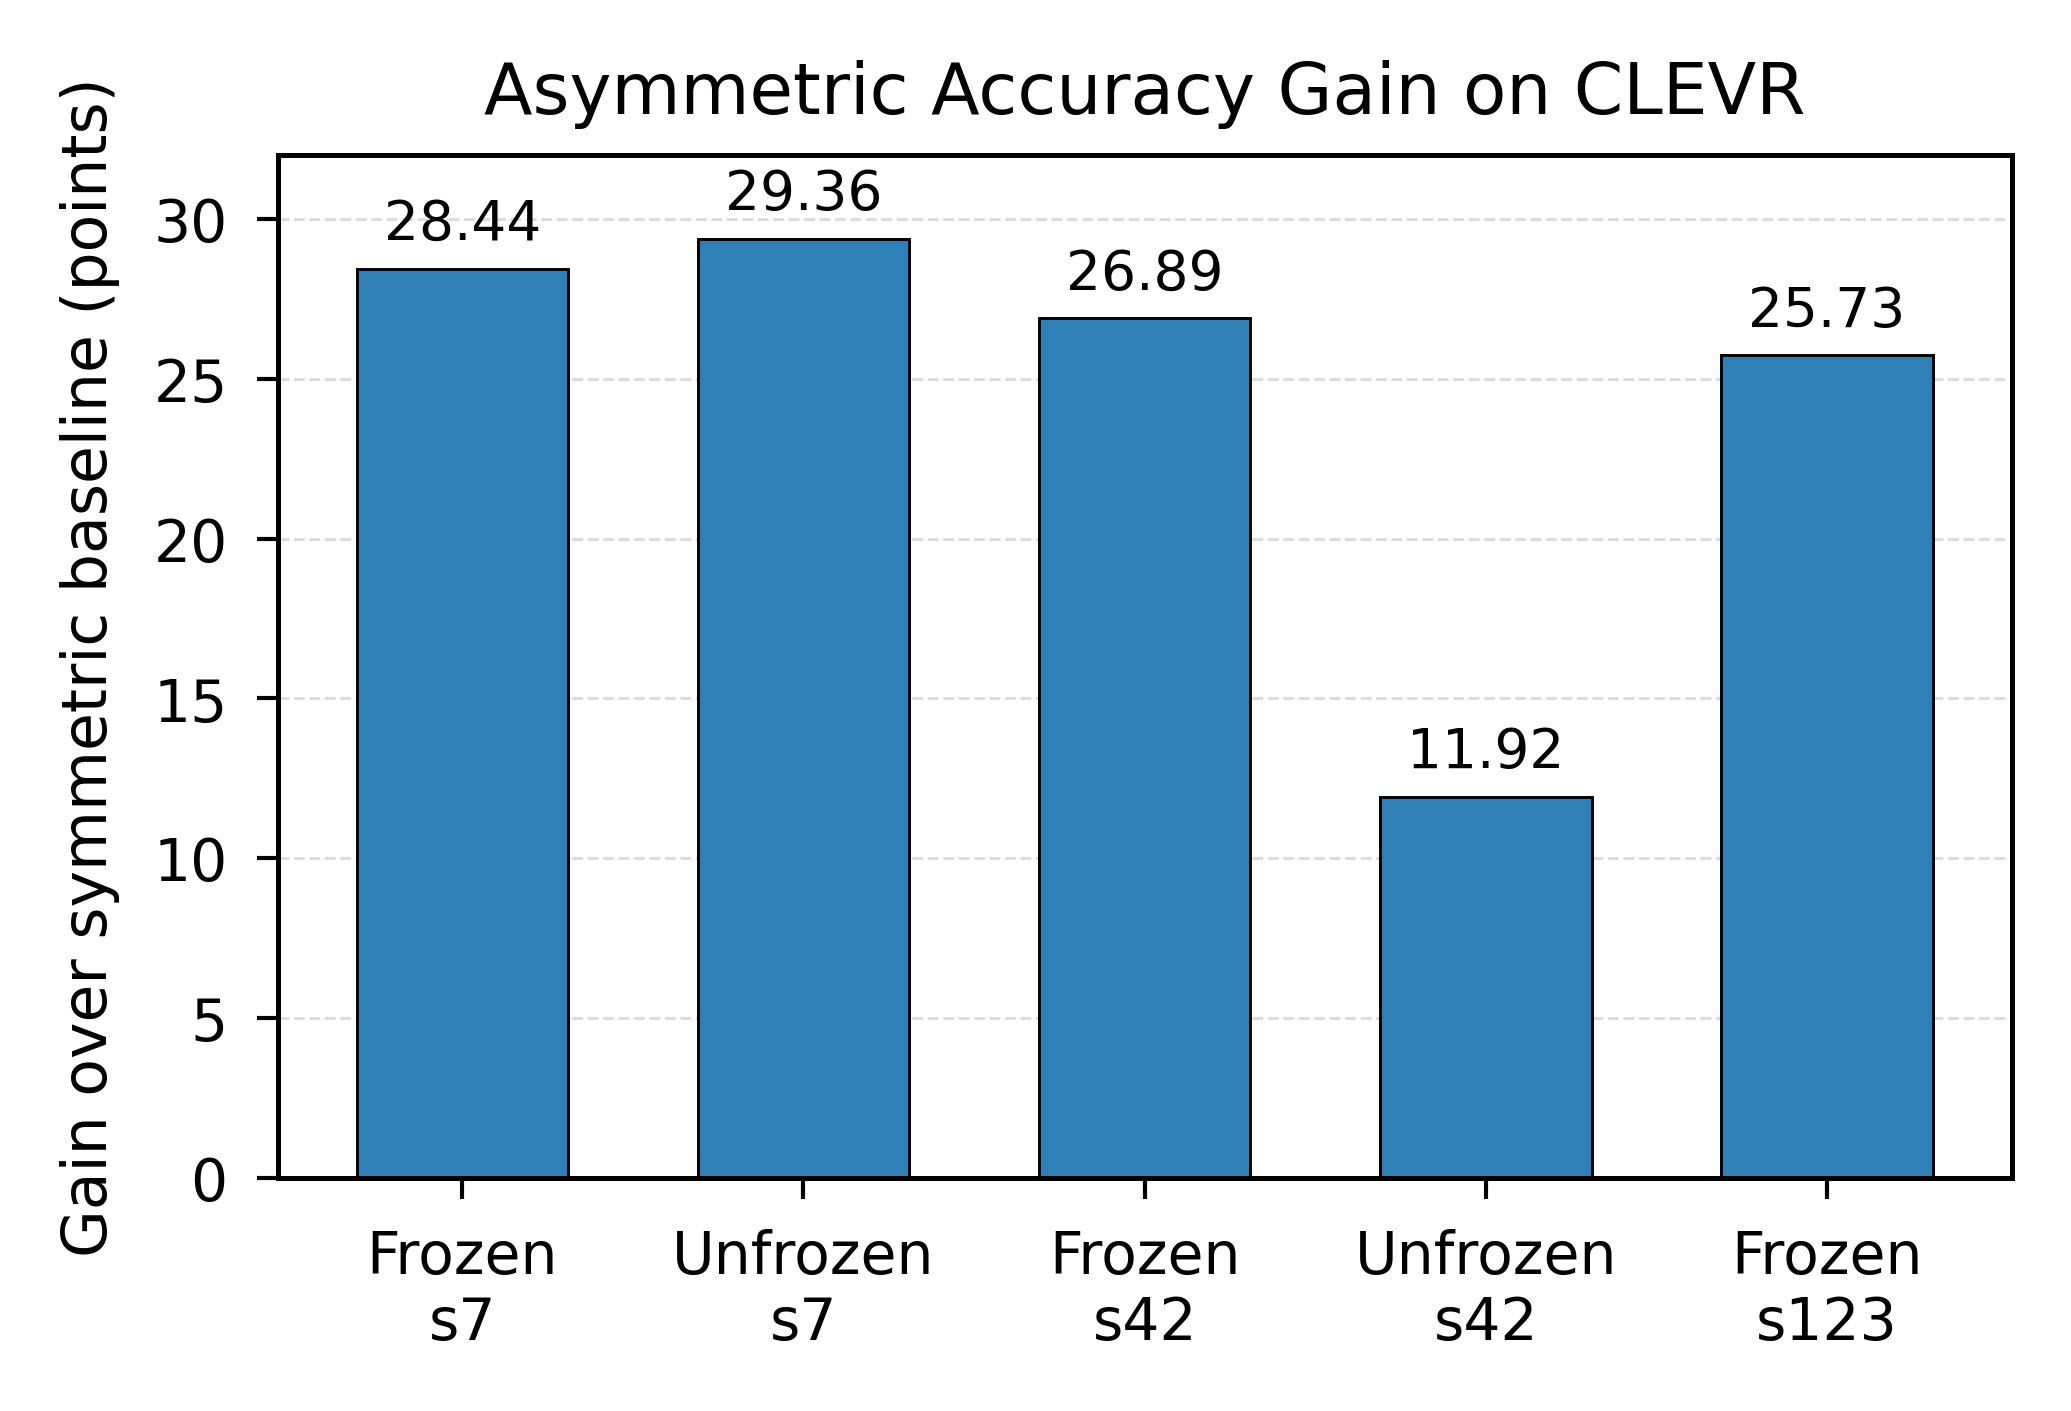 Asymmetric Accuracy Gain on CLEVR
Gain over symmetric baseline (points)
30
25
20
15
10
5
0
28.44
29.36
26.89
11.92
25.73
Frozen
s7
Unfrozen
s7
Frozen
s42
Unfrozen
s42
Frozen
s123